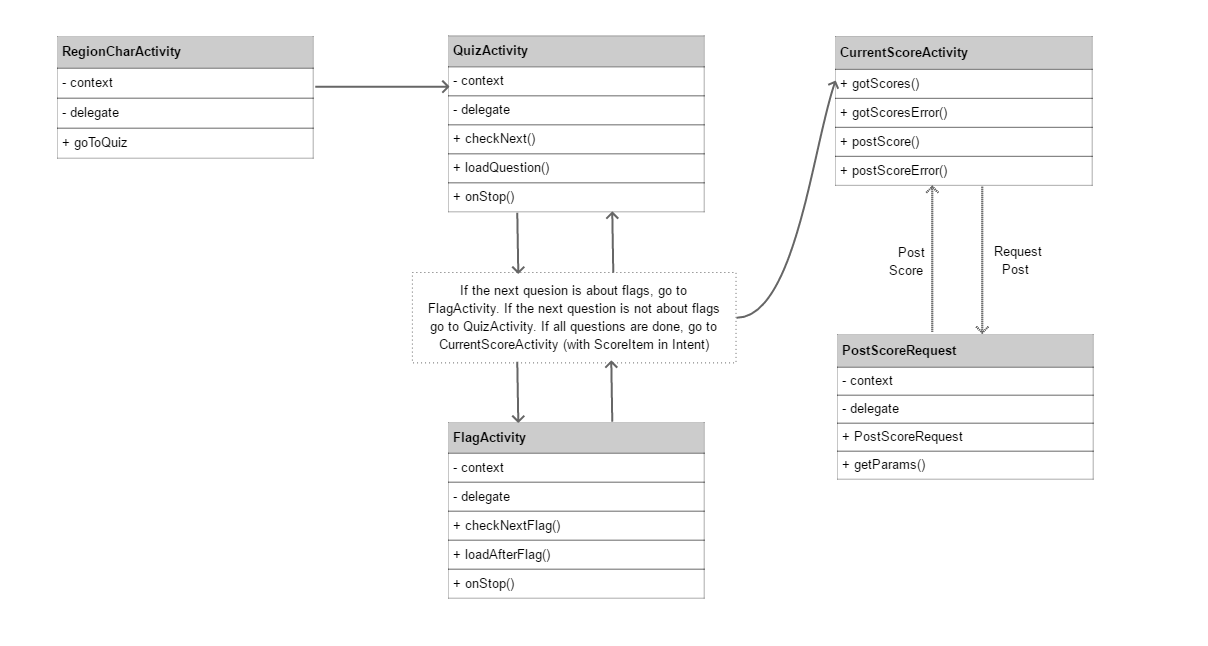 RegionCharActivity
- context
- delegate
+ goToQuiz
QuizActivity
- context
- delegate
+ checkNext()
+ loadQuestion()
+ onStop()
CurrentScoreActivity
+ gotScores()
+ gotScoresError()
+ postScore()
+ postScoreError()
If the next quesion is about flags, go to
FlagActivity. If the next question is not about flags
go to QuizActivity. If all questions are done, go to
CurrentScoreActivity (with ScoreItem in Intent)
Post
Score
Request
Post
PostScoreRequest
- context
- delegate
+ PostScoreRequest
+ getParams()
FlagActivity
- context
- delegate
+ checkNextFlag()
+ loadAfterFlag()
+ onStop()